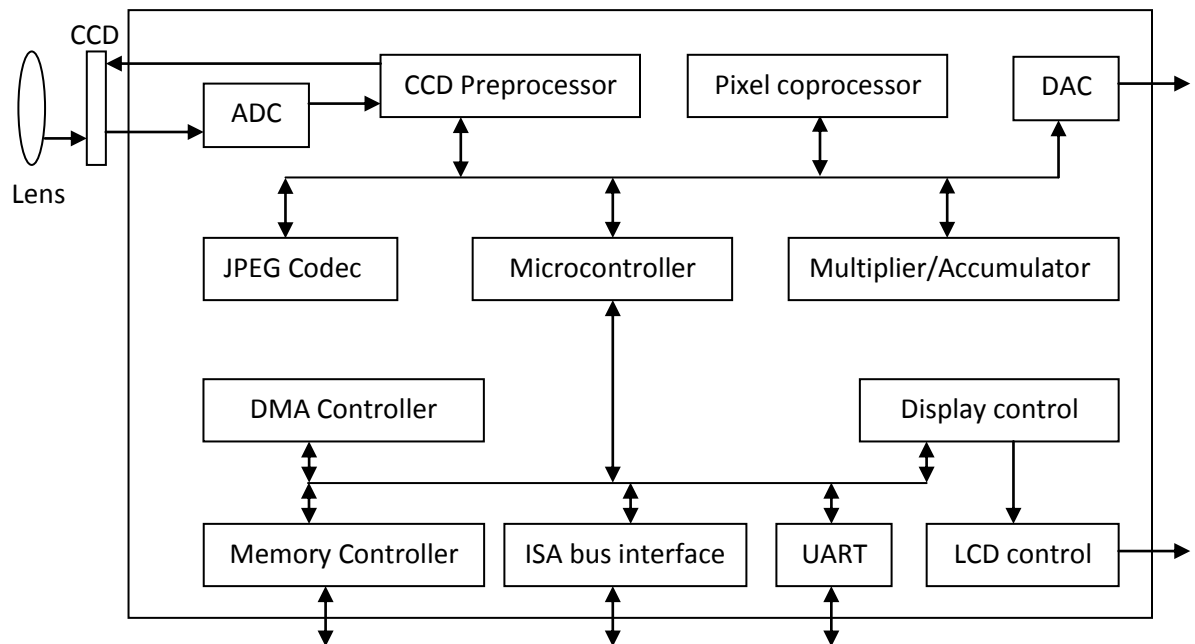 CCD
CCD Preprocessor
Pixel coprocessor
DAC
ADC
Lens
JPEG Codec
Microcontroller
Multiplier/Accumulator
DMA Controller
Display control
Memory Controller
ISA bus interface
UART
LCD control